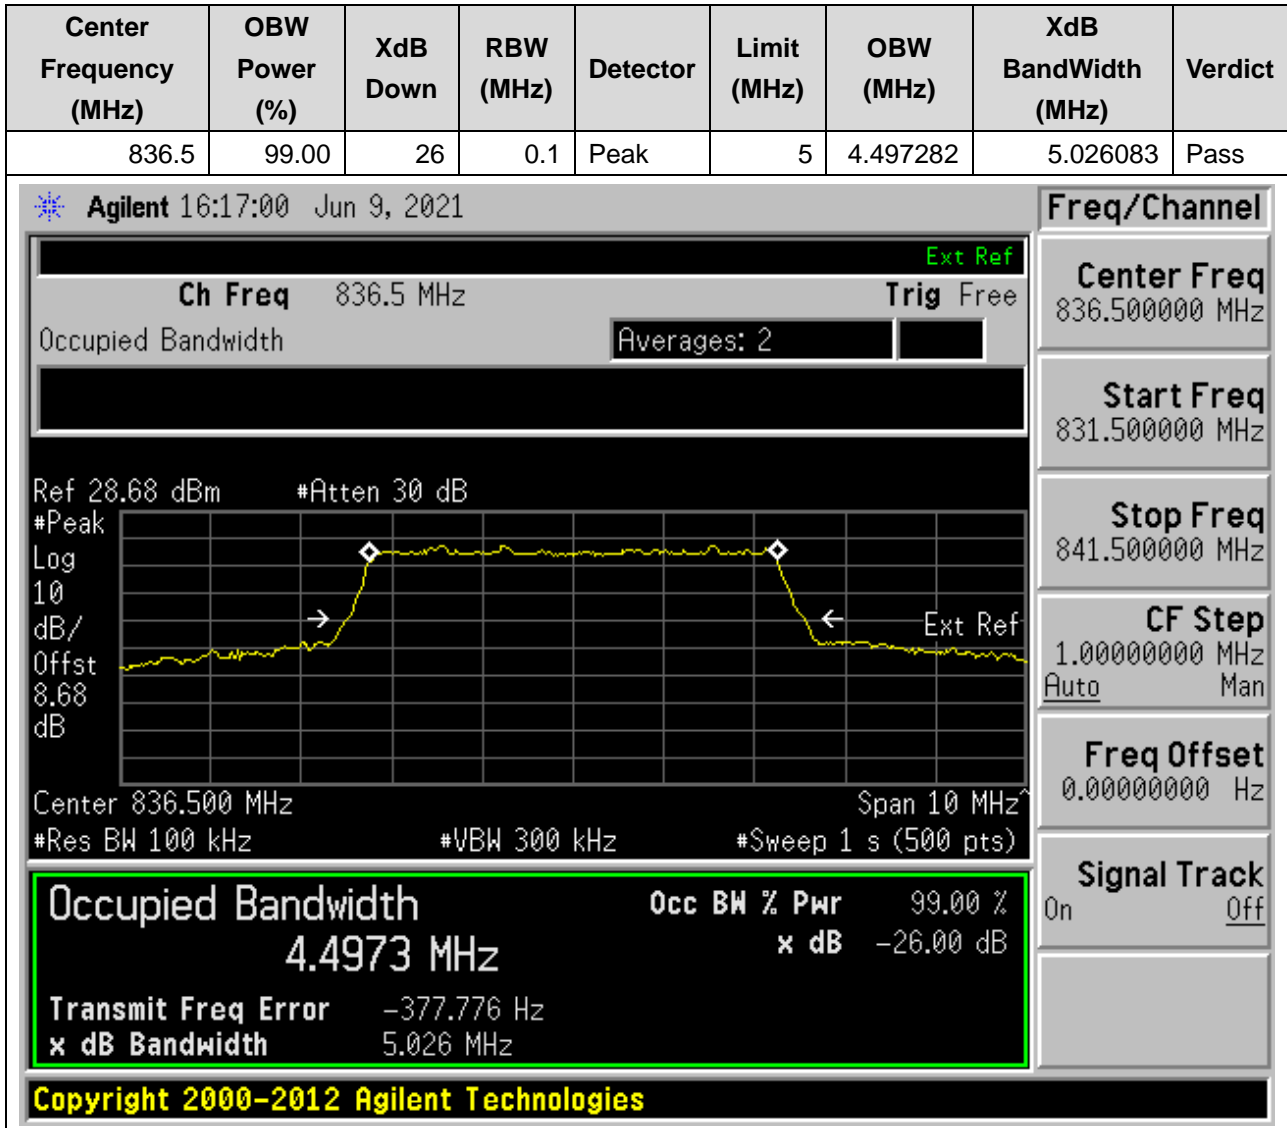 Center Frequency (MHz) OBW Power (%) XdB Down RBW (MHz) Detector Limit (MHz) OBW (MHz) XdB BandWidth (MHz) Verdict
836.5 99.00 26 0.1 Peak 5 4.497282 5.026083 Pass
Agilent 16:17:00 Jun 9, 2021
Freq/Channel
Ext Ref
Ch Freq 836.5 MHz Trig Free
Occupied Bandwidth Averages: 2
Center Freq
836.500000 MHz
Start Freq
831.500000 MHz
Stop Freq
841.500000 MHz
CF Step
1.00000000 MHz
Auto Man
Freq Offset
0.00000000 Hz
Signal Track
On Off
Ref 28.68 dBm #Atten 30 dB
#Peak
Log
10
dB/
Offst
8.68
dB
Ext Ref
Center 836.500 MHz Span 10 MHz^
#Res BW 100 kHz #VBW 300 kHz #Sweep 1 s (500 pts)
Occupied Bandwidth Occ BW % Pwr 99.00 %
4.4973 MHz x dB -26.00 dB
Transmit Freq Error -377.776 Hz
x dB Bandwidth 5.026 MHz
Copyright 2000-2012 Agilent Technologies